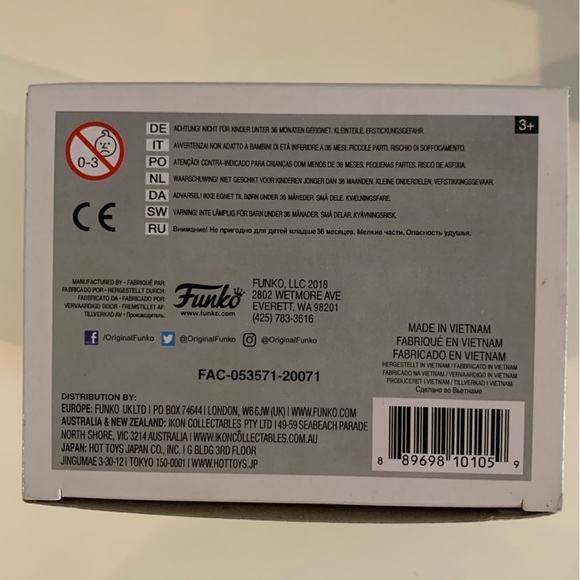 0-3
3+
DE ACHTUNG! NICHT FÜR KINDER UNTER 36 MONATEN GEEIGNET. KLEINTEILE. ERSTICKUNGSGEFAHR.
IT AVVERTENZA! NON ADATTO A BAMBINI DI ETÀ INFERIORE A 36 MESI. PICCOLE PARTI. RISCHIO DI SOFFOCAMENTO.
PO ATENÇÃO! CONTRA-INDICADO PARA CRIANÇAS COM MENOS DE 36 MESES. PEQUENAS PARTES. RISCO DE ASFIXIA.
NL WAARSCHUWING! NIET GESCHIKT VOOR KINDEREN JONGER DAN 36 MAANDEN. KLEINE ONDERDELEN. VERSTIKKINGSGEVAAR.
DA ADVARSEL! IKKE EGNET TIL BØRN UNDER 36 MÅNEDER. SMÅ DELE. KVÆLNINGSFARE.
SW VARNING! INTE LÄMPLIG FÖR BARN UNDER 36 MÅNADER. SMÅ DELAR. KVÄVNINGSRISK.
RU Внимание! Не пригодно для детей младше 36 месяцев. Мелкие части. Опасность удушья.
CE
MANUFACTURED BY • FABRIQUÉ PAR:
FABRICADO POR • HERGESTELLT DURCH:
FABBRICATO DA • FABRICADO POR:
VERVAARDIGD DOOR • FREMSTILLET AF:
TILLVERKAD AV • Производитель:
Funko
www.funko.com
FUNKO, LLC 2018
2802 WETMORE AVE
EVERETT, WA 98201
(425) 783-3616
f /OriginalFunko @OriginalFunko @OriginalFunko
MADE IN VIETNAM
FABRIQUÉ EN VIETNAM
FABRICADO EN VIETNAM
HERGESTELLT IN VIETNAM / FABBRICATO IN VIETNAM
FABRICADO NA VIETNAM / VERVAARDIGD IN VIETNAM
PRODUCERET I VIETNAM / TILLVERKAD I VIETNAM
Сделано во Вьетнаме
FAC-053571-20071
DISTRIBUTION BY:
EUROPE: FUNKO UK LTD | PO BOX 74644 | LONDON, W6 6JW (UK) | WWW.FUNKO.COM
AUSTRALIA & NEW ZEALAND: IKON COLLECTABLES PTY LTD | 49-59 SEABEACH PARADE
NORTH SHORE, VIC 3214 AUSTRALIA | WWW.IKONCOLLECTABLES.COM.AU
JAPAN: HOT TOYS JAPAN CO., INC. | G BLDG 3RD FLOOR
JINGUMAE 3-30-12 | TOKYO 150-0001 | WWW.HOTTOYS.JP
8 89698 10105 9